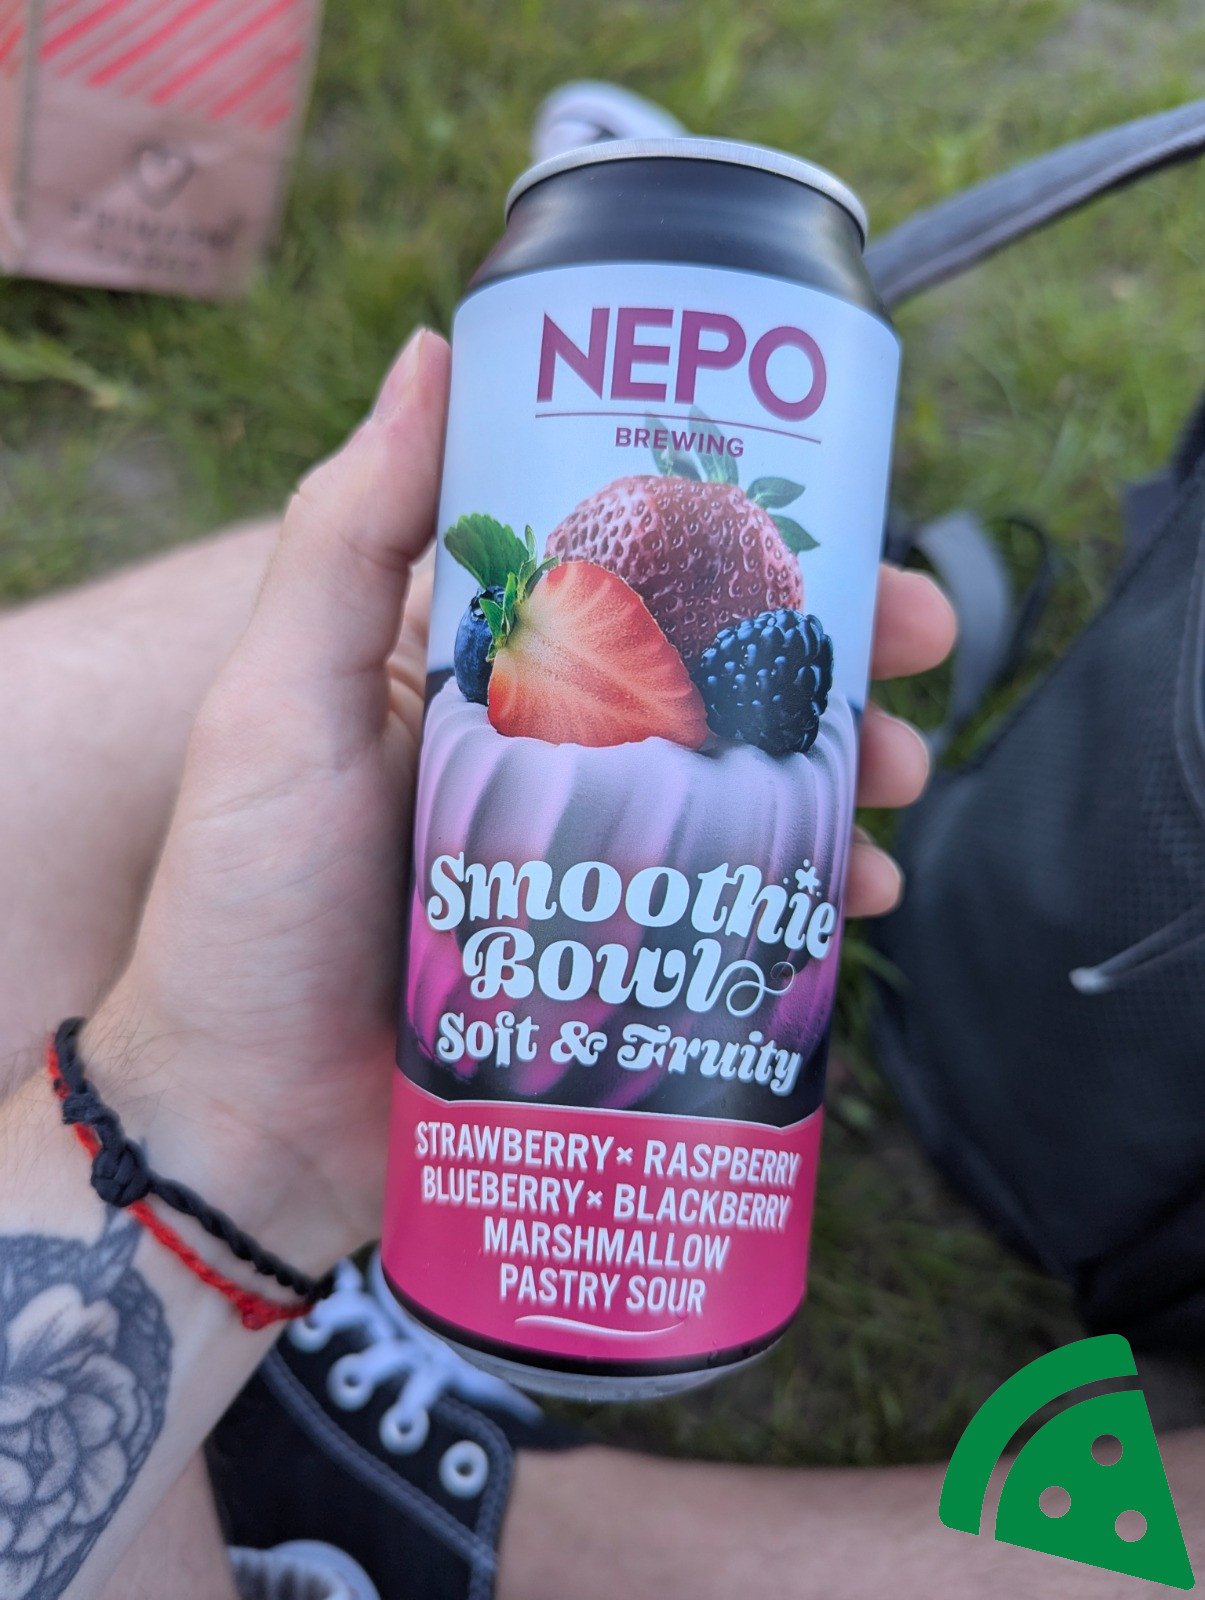 NEPO
BREWING
Smoothie
Bowl
Soft & Fruity
STRAWBERRY × RASPBERRY
BLUEBERRY × BLACKBERRY
MARSHMALLOW
PASTRY SOUR